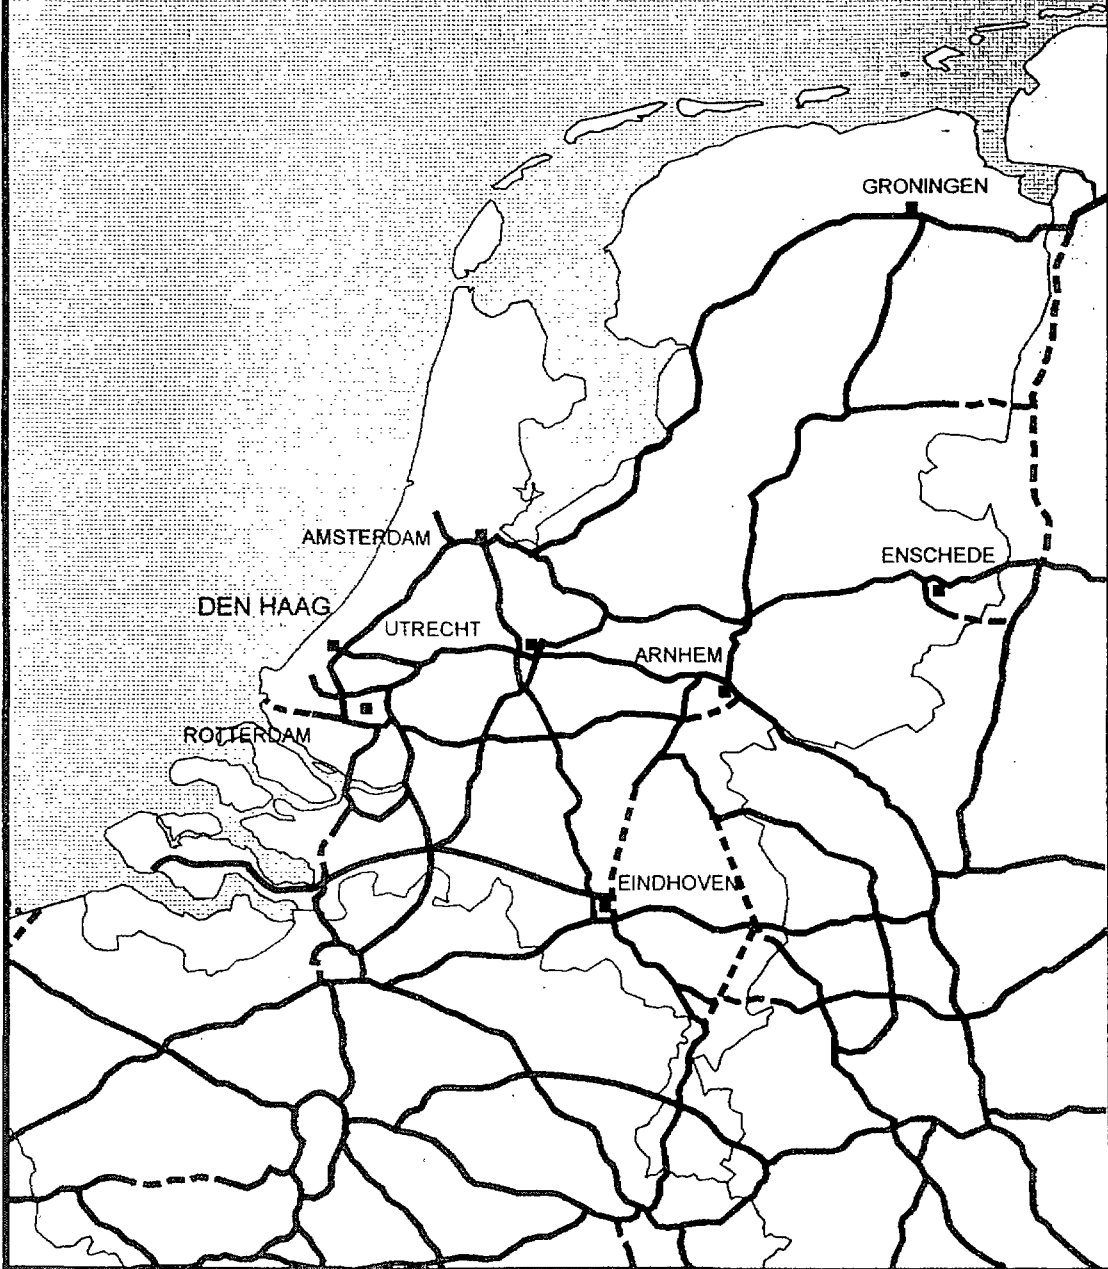 GRONINGEN
AMSTERDAM
ENSCHEDE
DEN HAAG
UTRECHT
ARNHEM
ROTTERDAM
EINDHOVEN